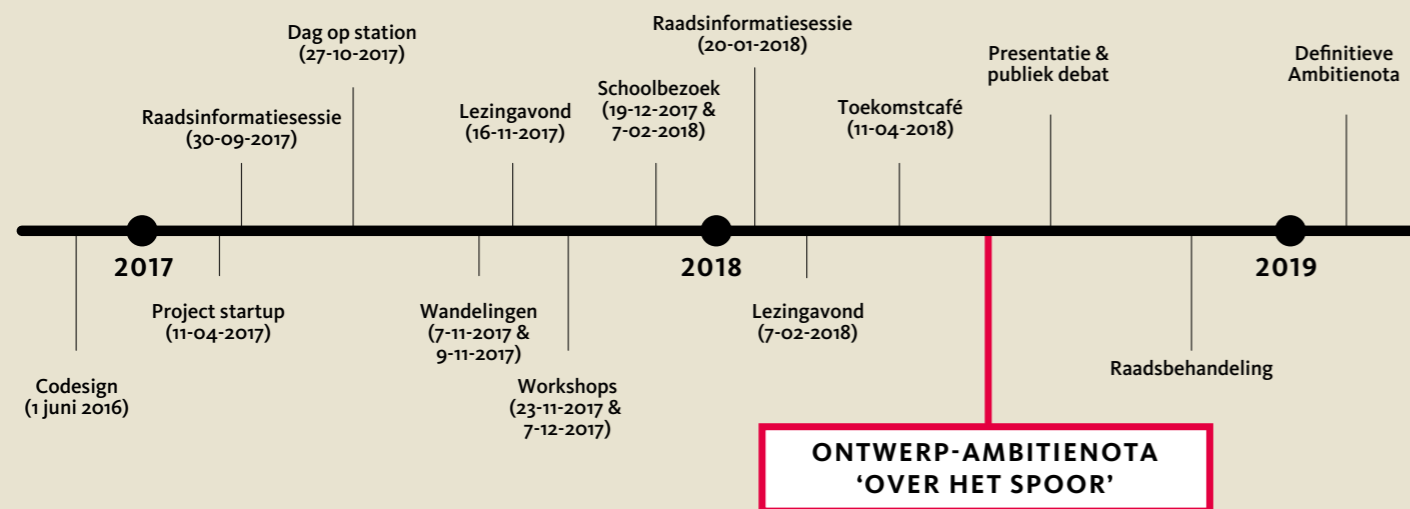 Dag op station
(27-10-2017)
Raadsinformatiesessie
(20-01-2018)
Presentatie &
publiek debat
Definitieve
Ambitienota
Raadsinformatiesessie
(30-09-2017)
Lezingavond
(16-11-2017)
Schoolbezoek
(19-12-2017 &
7-02-2018)
Toekomstcafé
(11-04-2018)
2017
2018
2019
Project startup
(11-04-2017)
Wandelingen
(7-11-2017 &
9-11-2017)
Lezingavond
(7-02-2018)
Raadsbehandeling
Codesign
(1 juni 2016)
Workshops
(23-11-2017 &
7-12-2017)
ONTWERP-AMBITIENOTA
‘OVER HET SPOOR’